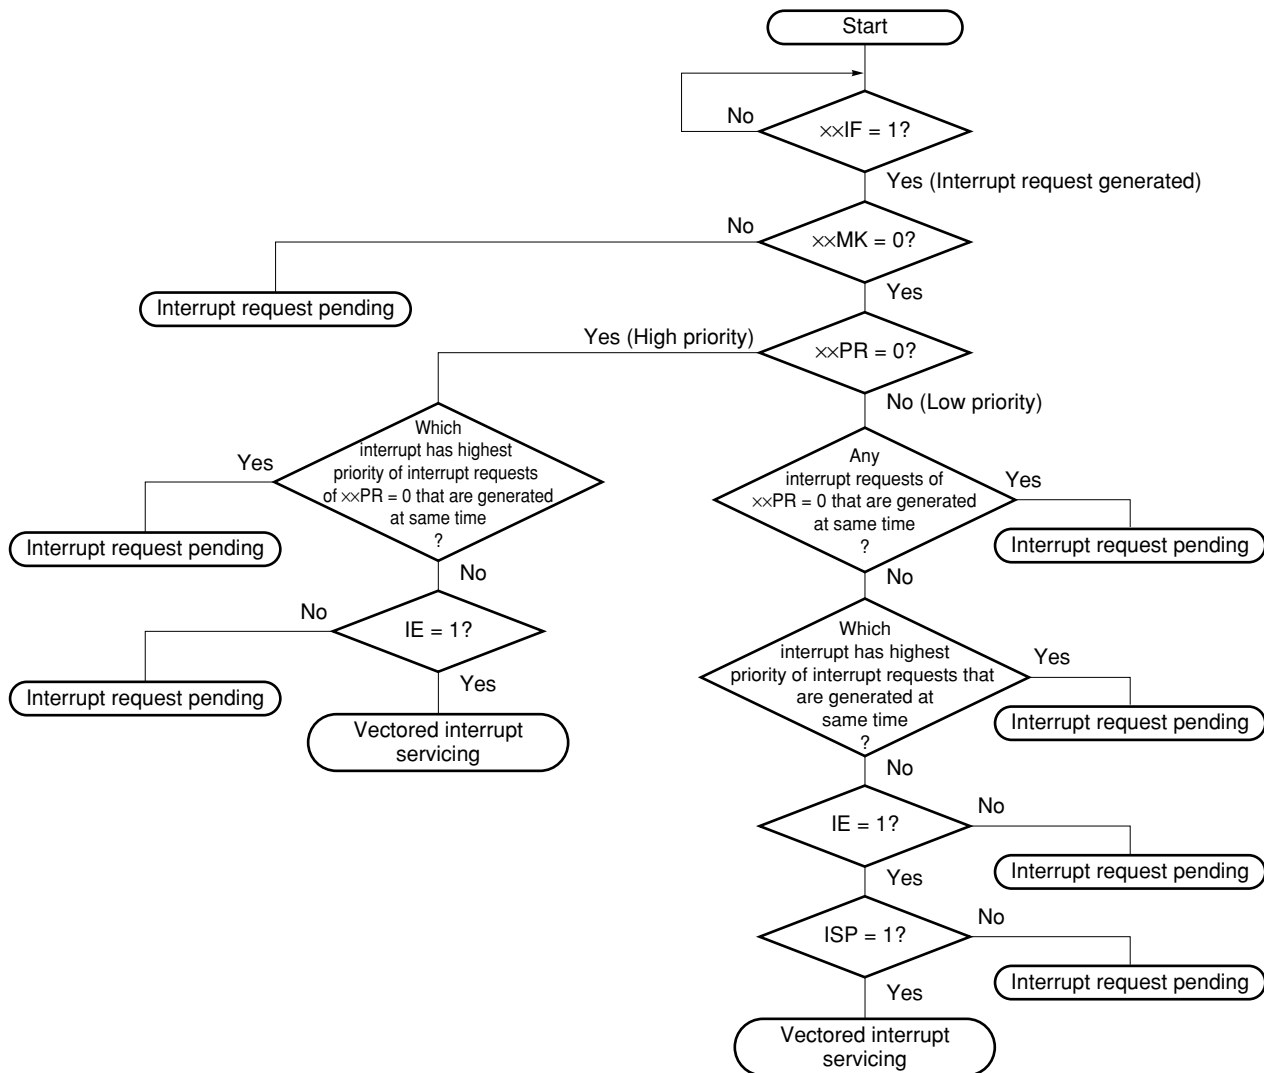 Start
No
××IF = 1?
Yes (Interrupt request generated)
No
××MK = 0?
Interrupt request pending
Yes
Yes (High priority)
××PR = 0?
No (Low priority)
Which
interrupt has highest
priority of interrupt requests
of ××PR = 0 that are generated
at same time
?
Yes
Interrupt request pending
No
No
IE = 1?
Interrupt request pending
Yes
Vectored interrupt
servicing
Any
interrupt requests of
××PR = 0 that are generated
at same time
?
Yes
Interrupt request pending
No
Which
interrupt has highest
priority of interrupt requests that
are generated at
same time
?
Yes
Interrupt request pending
No
IE = 1?
No
Interrupt request pending
Yes
ISP = 1?
No
Interrupt request pending
Yes
Vectored interrupt
servicing